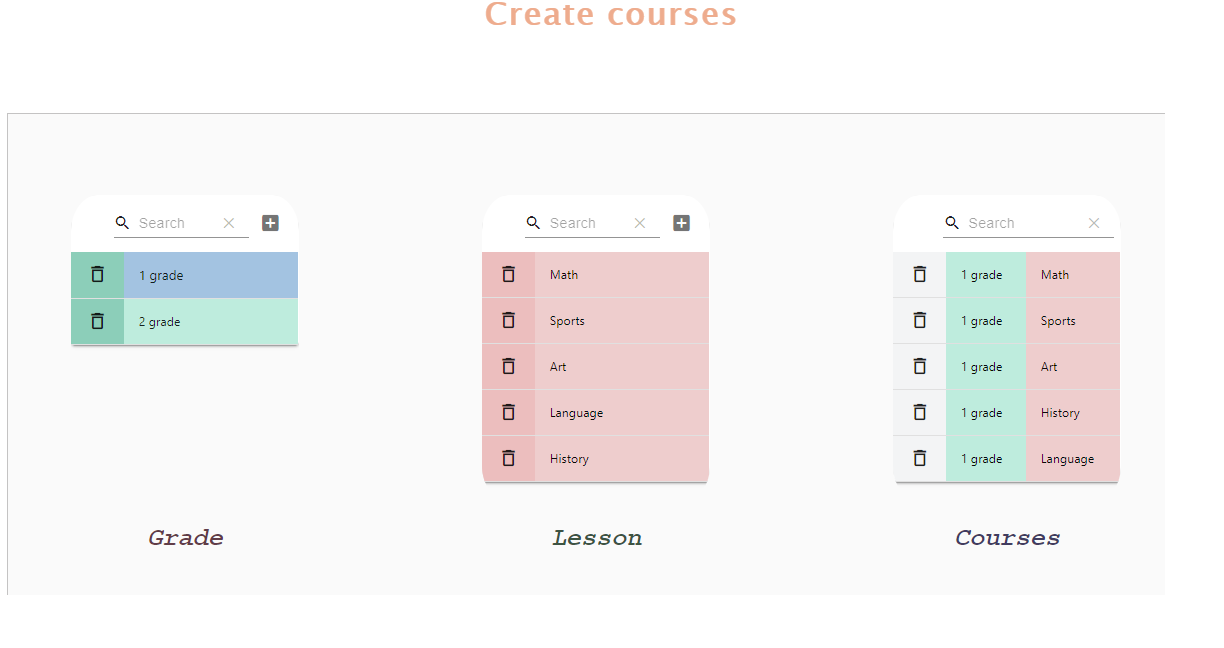 Create courses
Search
1 grade
2 grade
Grade
Search
Math
Sports
Art
Language
History
Lesson
Search
1 grade Math
1 grade Sports
1 grade Art
1 grade History
1 grade Language
Courses